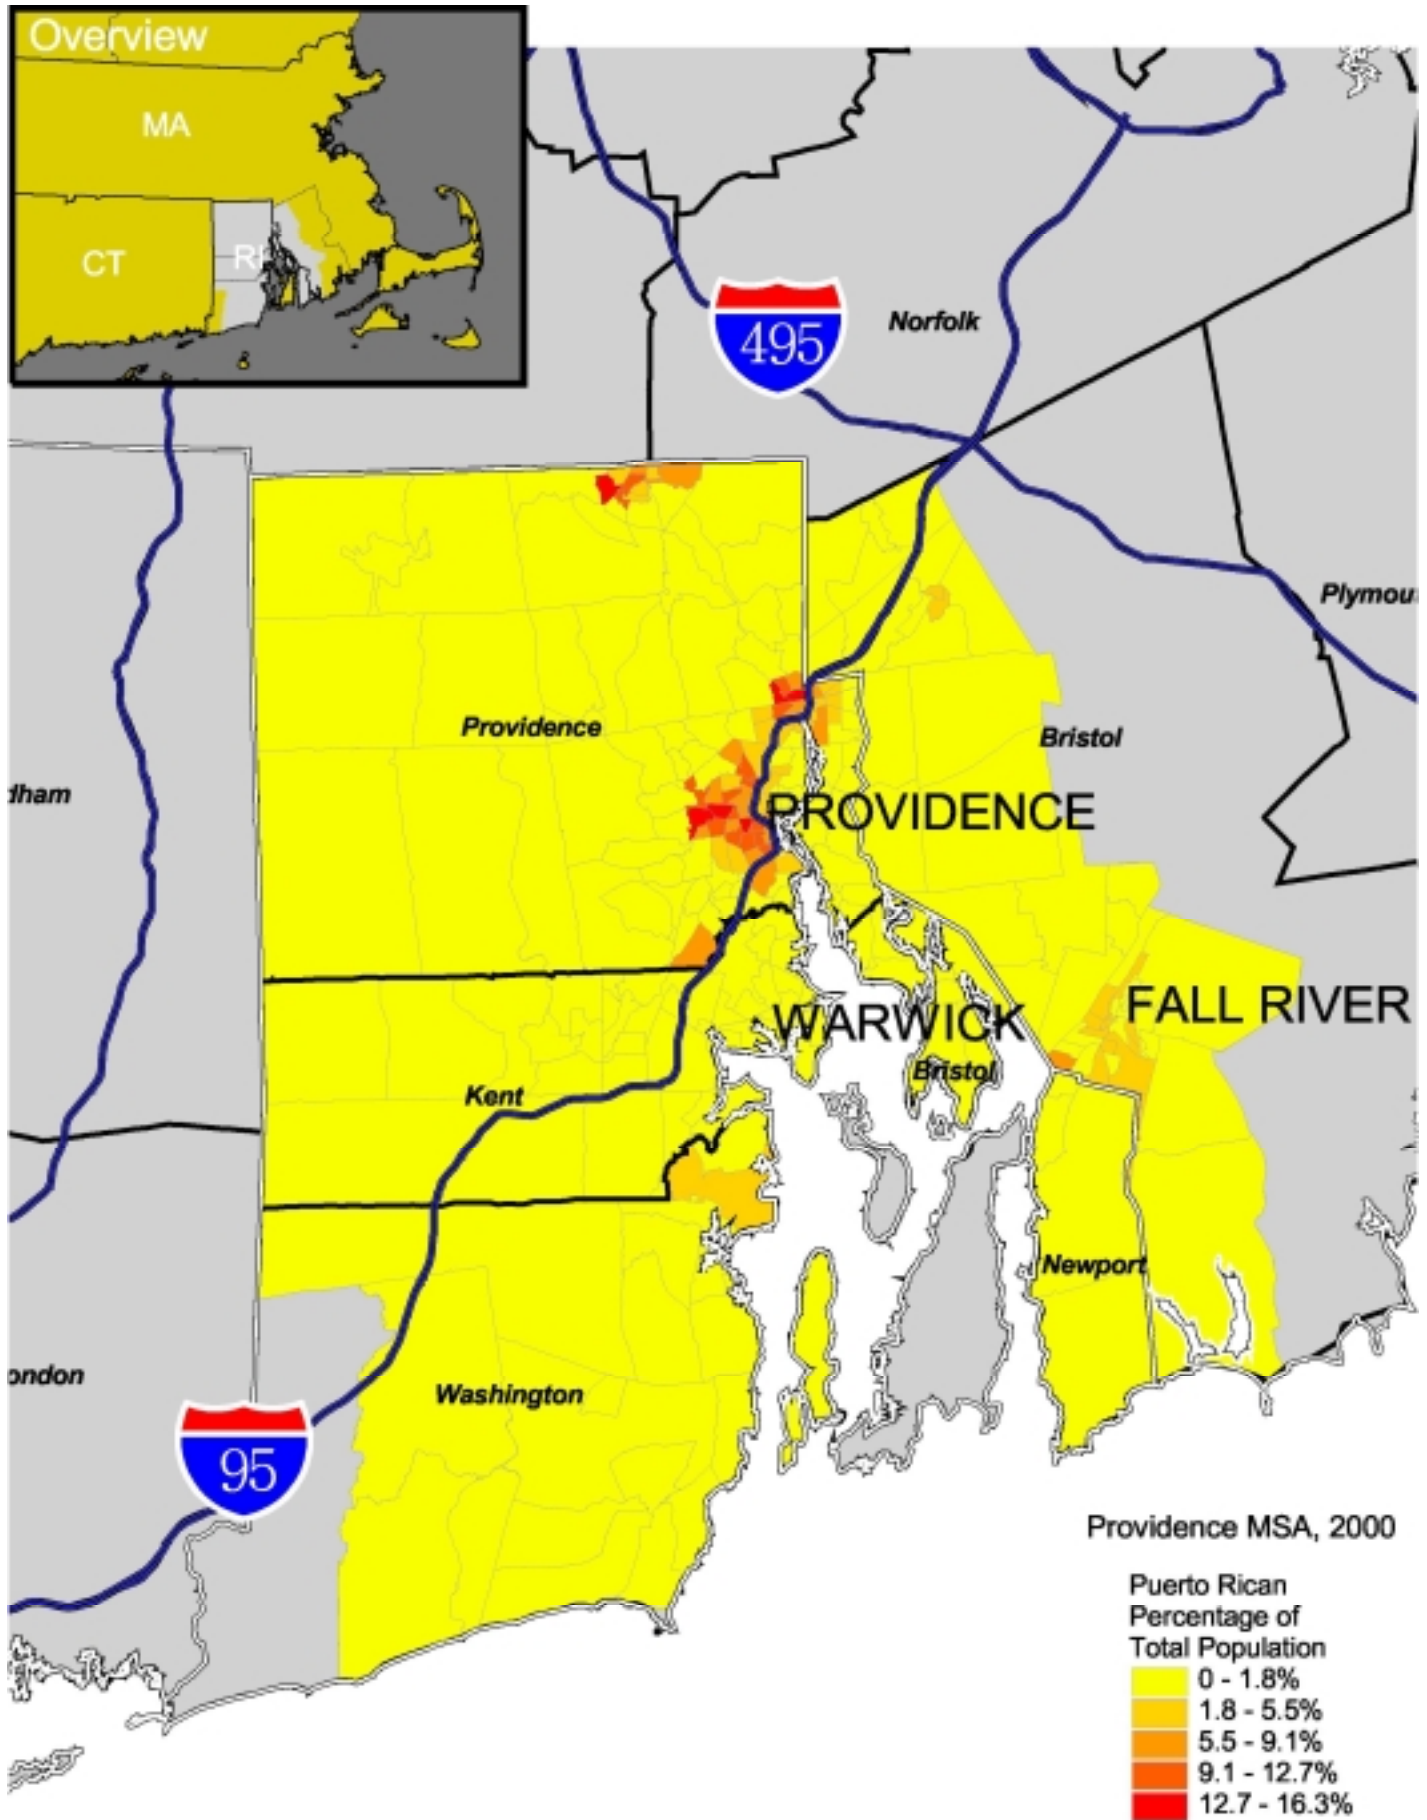 Overview
MA
CT
RI
495
Norfolk
Plymou
Providence
Bristol
dham
PROVIDENCE
FALL RIVER
WARWICK
Bristol
Kent
Newport
ondon
Washington
95
Providence MSA, 2000
Puerto Rican
Percentage of
Total Population
0 - 1.8%
1.8 - 5.5%
5.5 - 9.1%
9.1 - 12.7%
12.7 - 16.3%